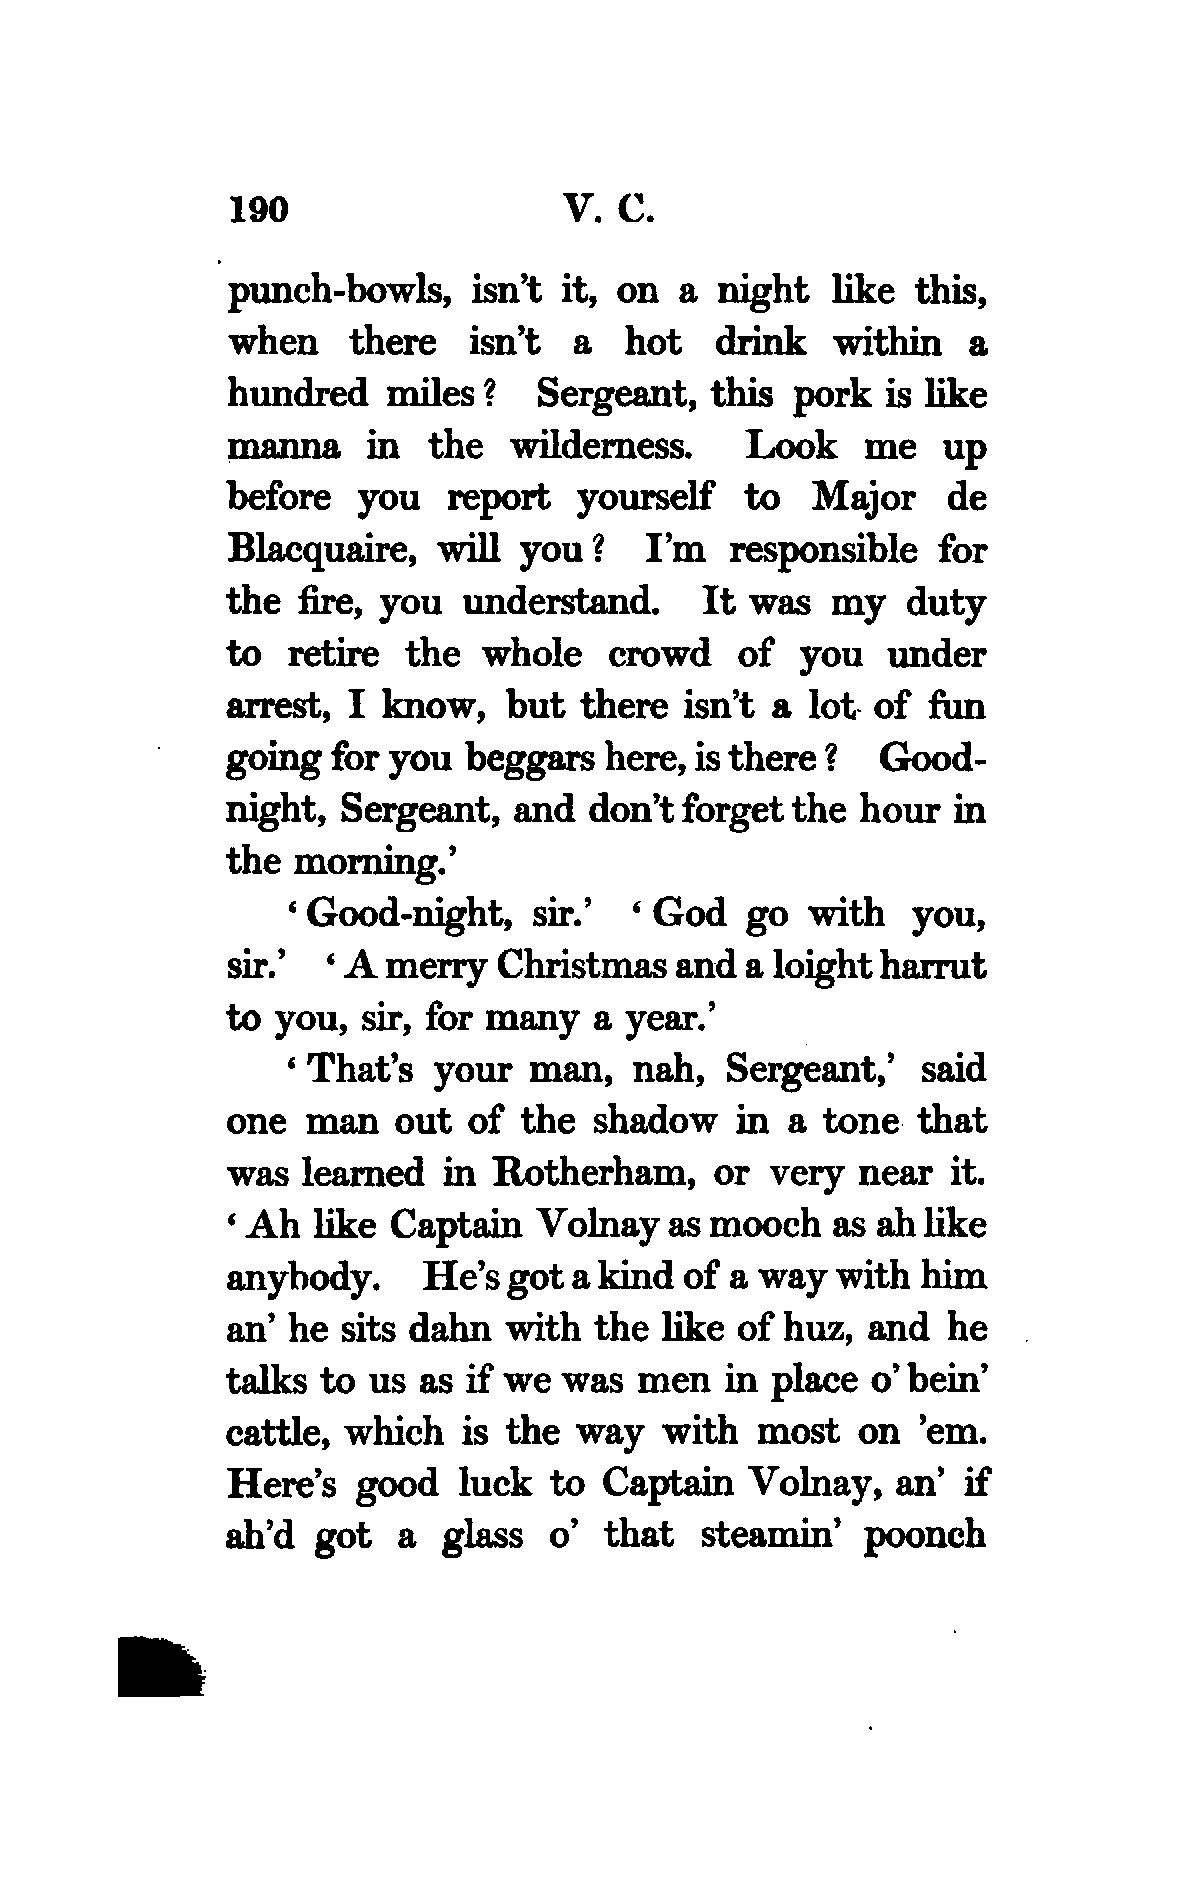 190 V. C.
punch-bowls, isn't it, on a night like this,
when there isn't a hot drink within a
hundred miles? Sergeant, this pork is like
manna in the wilderness. Look me up
before you report yourself to Major de
Blacquaire, will you? I'm responsible for
the fire, you understand. It was my duty
to retire the whole crowd of you under
arrest, I know, but there isn't a lot of fun
going for you beggars here, is there? Good-
night, Sergeant, and don't forget the hour in
the morning.'
'Good-night, sir.' 'God go with you,
sir.' 'A merry Christmas and a loight harrut
to you, sir, for many a year.'
'That's your man, nah, Sergeant,' said
one man out of the shadow in a tone that
was learned in Rotherham, or very near it.
'Ah like Captain Volnay as mooch as ah like
anybody. He's got a kind of a way with him
an' he sits dahn with the like of huz, and he
talks to us as if we was men in place o' bein'
cattle, which is the way with most on 'em.
Here's good luck to Captain Volnay, an' if
ah'd got a glass o' that steamin' poonch